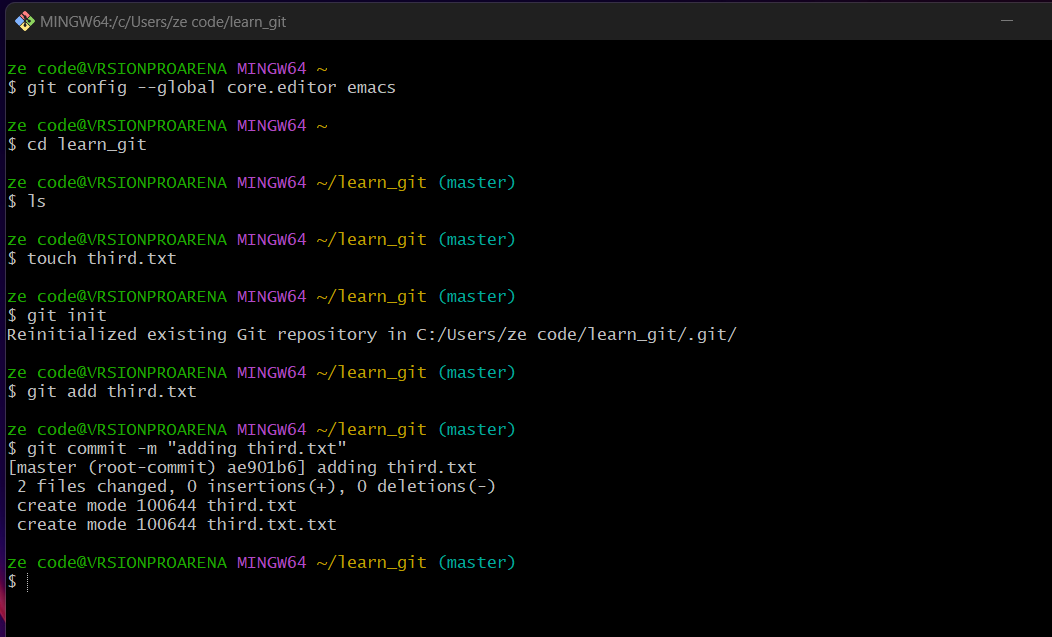 MINGW64:/c/Users/ze code/learn_git
ze code@VRSIONPROARENA MINGW64 ~
$ git config --global core.editor emacs
ze code@VRSIONPROARENA MINGW64 ~
$ cd learn_git
ze code@VRSIONPROARENA MINGW64 ~/learn_git (master)
$ ls
ze code@VRSIONPROARENA MINGW64 ~/learn_git (master)
$ touch third.txt
ze code@VRSIONPROARENA MINGW64 ~/learn_git (master)
$ git init
Reinitialized existing Git repository in C:/Users/ze code/learn_git/.git/
ze code@VRSIONPROARENA MINGW64 ~/learn_git (master)
$ git add third.txt
ze code@VRSIONPROARENA MINGW64 ~/learn_git (master)
$ git commit -m "adding third.txt"
[master (root-commit) ae901b6] adding third.txt
 2 files changed, 0 insertions(+), 0 deletions(-)
 create mode 100644 third.txt
 create mode 100644 third.txt.txt
ze code@VRSIONPROARENA MINGW64 ~/learn_git (master)
$